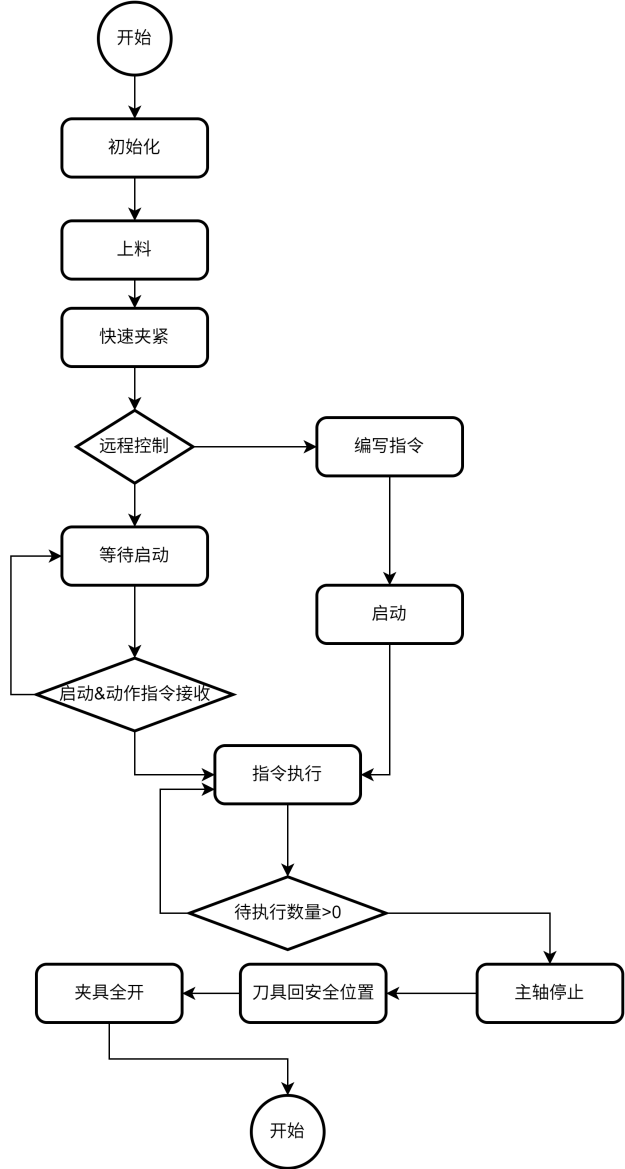 开始
初始化
上料
快速夹紧
远程控制
编写指令
等待启动
启动
启动&动作指令接收
指令执行
待执行数量>0
夹具全开
刀具回安全位置
主轴停止
开始